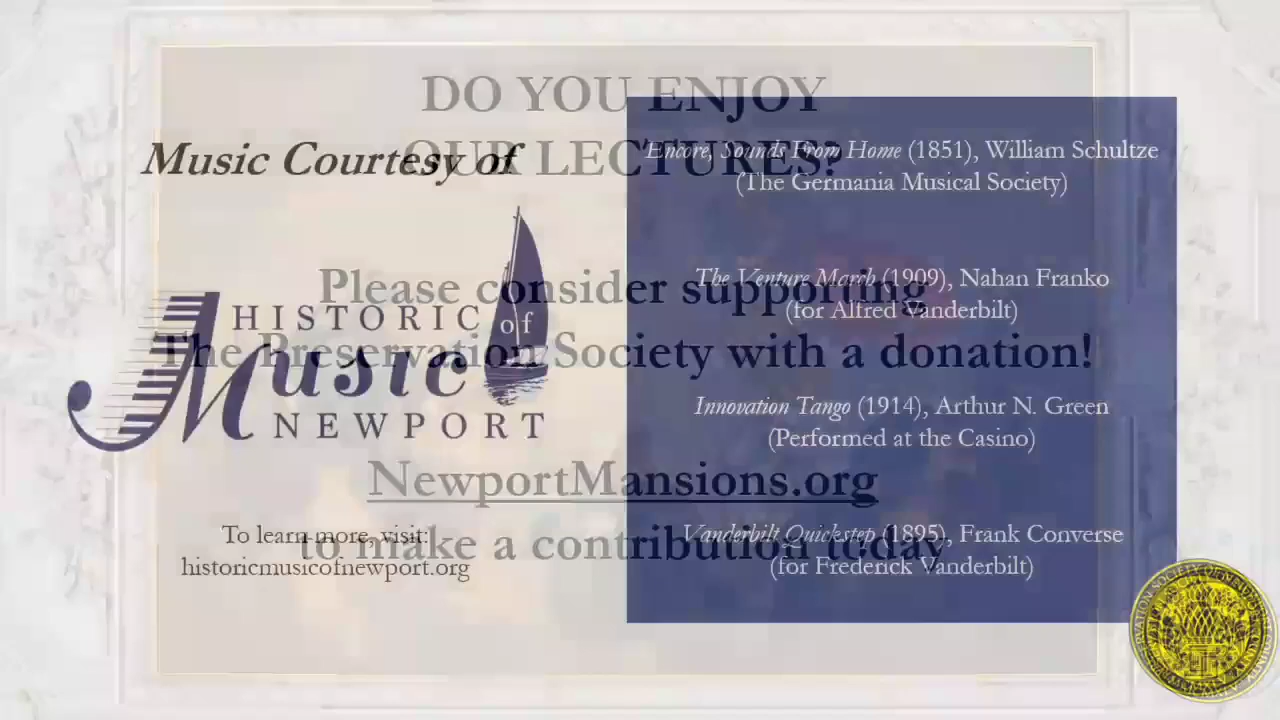 DO YOU ENJOY
OUR LECTURES?
Please consider supporting
The Preservation Society with a donation!
NewportMansions.org
to make a contribution today
Music Courtesy of
HISTORIC of
Music
NEWPORT
To learn more, visit:
historicmusicofnewport.org
Encore, Sounds From Home (1851), William Schultze
(The Germania Musical Society)
The Venture March (1909), Nahan Franko
(for Alfred Vanderbilt)
Innovation Tango (1914), Arthur N. Green
(Performed at the Casino)
Vanderbilt Quickstep (1895), Frank Converse
(for Frederick Vanderbilt)